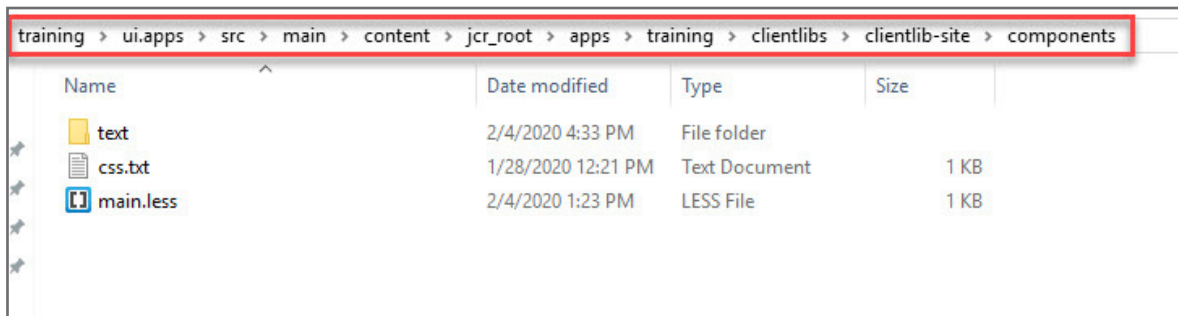 training > ui.apps > src > main > content > jcr_root > apps > training > clientlibs > clientlib-site > components
Name Date modified Type Size
text 2/4/2020 4:33 PM File folder
css.txt 1/28/2020 12:21 PM Text Document 1 KB
main.less 2/4/2020 1:23 PM LESS File 1 KB